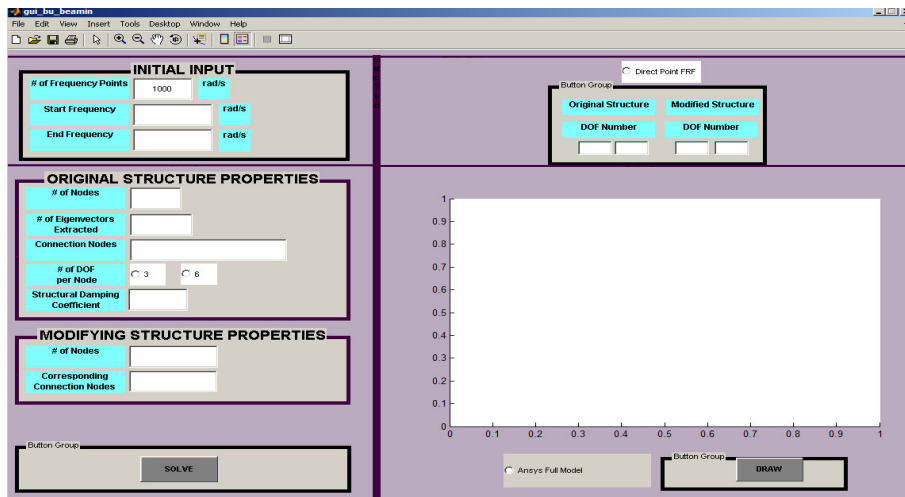 gui_bu_beamin
File Edit View Insert Tools Desktop Window Help
INITIAL INPUT
# of Frequency Points 1000 rad/s
Start Frequency rad/s
End Frequency rad/s
ORIGINAL STRUCTURE PROPERTIES
# of Nodes
# of Eigenvectors
Extracted
Connection Nodes
# of DOF
per Node
3 6
Structural Damping
Coefficient
MODIFYING STRUCTURE PROPERTIES
# of Nodes
Corresponding
Connection Nodes
Button Group
SOLVE
Direct Point FRF
Button Group
Original Structure Modified Structure
DOF Number DOF Number
1
0.9
0.8
0.7
0.6
0.5
0.4
0.3
0.2
0.1
0
0 0.1 0.2 0.3 0.4 0.5 0.6 0.7 0.8 0.9 1
Ansys Full Model
Button Group
DRAW